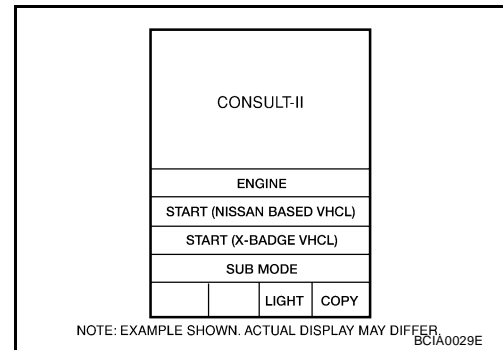 CONSULT-II
ENGINE
START (NISSAN BASED VHCL)
START (X-BADGE VHCL)
SUB MODE
LIGHT COPY
NOTE: EXAMPLE SHOWN. ACTUAL DISPLAY MAY DIFFER.
BCIA0029E